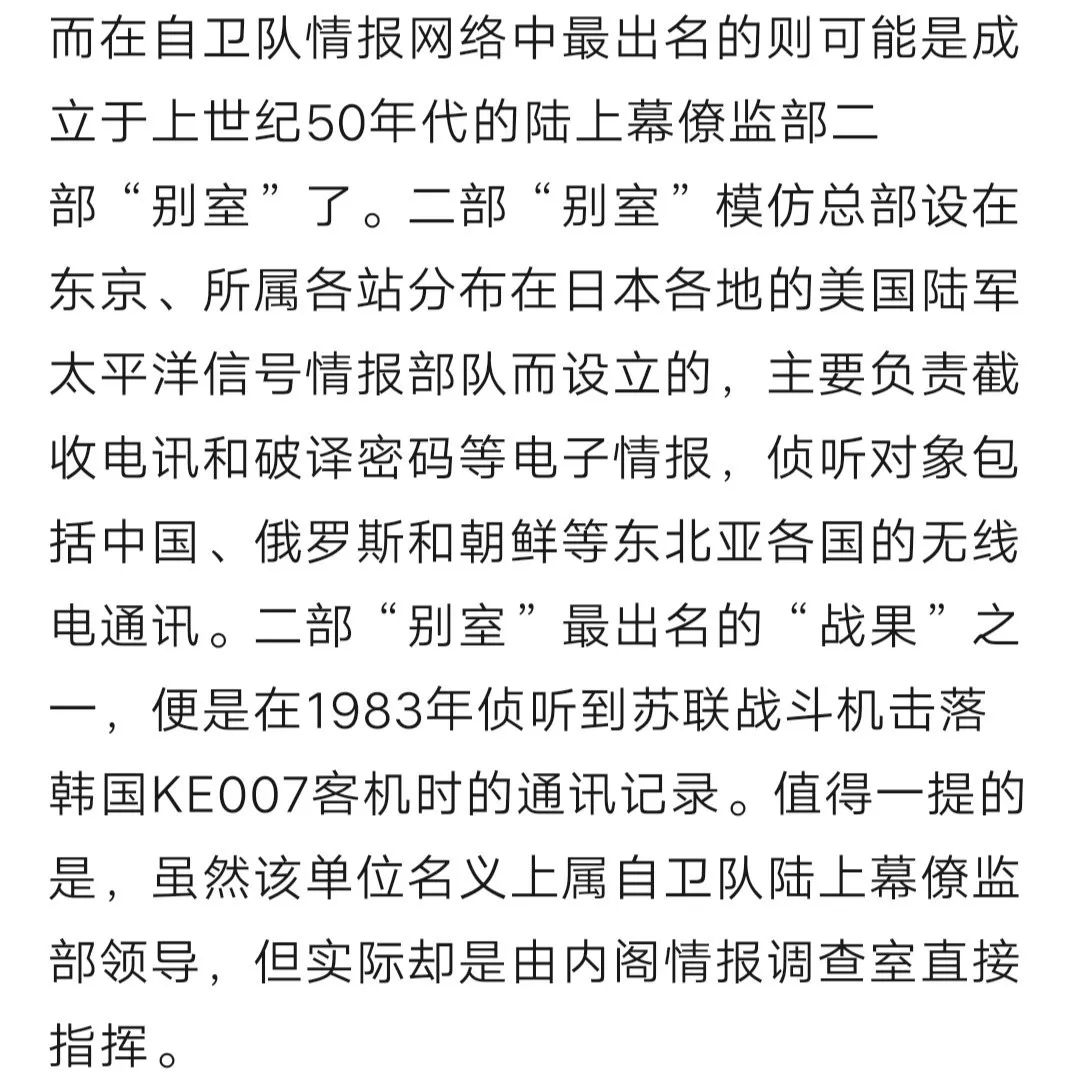 而在自卫队情报网络中最出名的则可能是成
立于上世纪50年代的陆上幕僚监部二
部“别室”了。二部“别室”模仿总部设在
东京、所属各站分布在日本各地的美国陆军
太平洋信号情报部队而设立的，主要负责截
收电讯和破译密码等电子情报，侦听对象包
括中国、俄罗斯和朝鲜等东北亚各国的无线
电通讯。二部“别室”最出名的“战果”之
一，便是在1983年侦听到苏联战斗机击落
韩国KE007客机时的通讯记录。值得一提的
是，虽然该单位名义上属自卫队陆上幕僚监
部领导，但实际却是由内阁情报调查室直接
指挥。